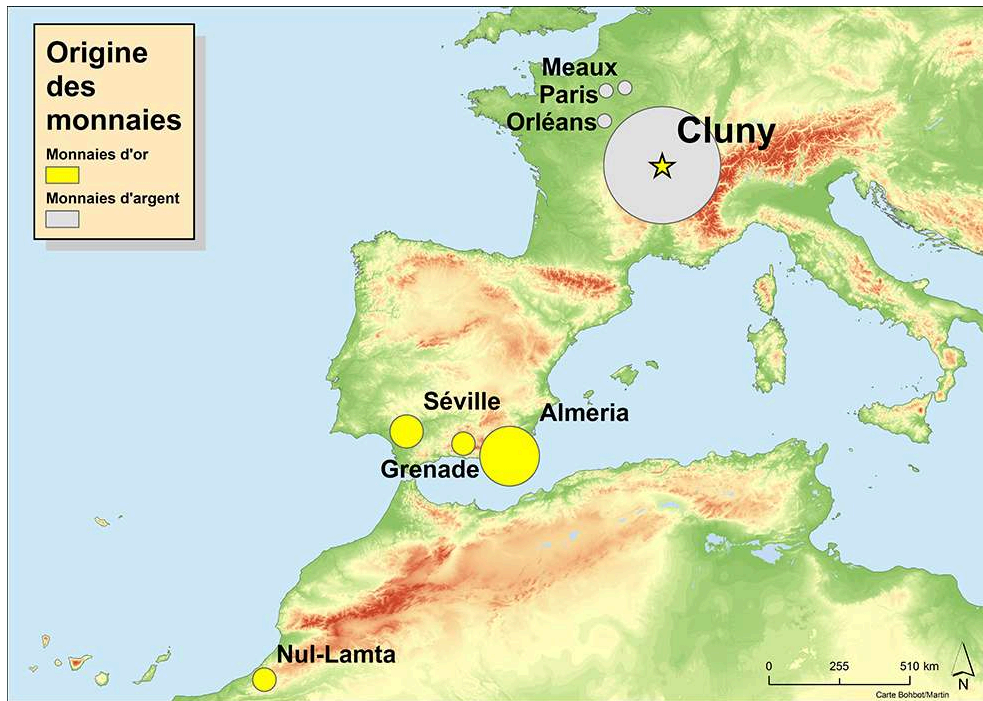 Origine
des
monnaies
Monnaies d'or
Monnaies d'argent
Meaux
Paris
Orléans
Cluny
Séville
Almeria
Grenade
Nul-Lamta
0 255 510 km
N
Carte Bohbot/Martin